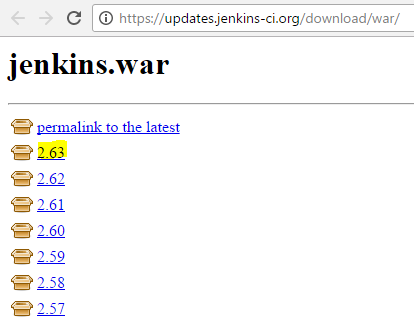 https://updates.jenkins-ci.org/download/war/
jenkins.war
permalink to the latest
2.63
2.62
2.61
2.60
2.59
2.58
2.57